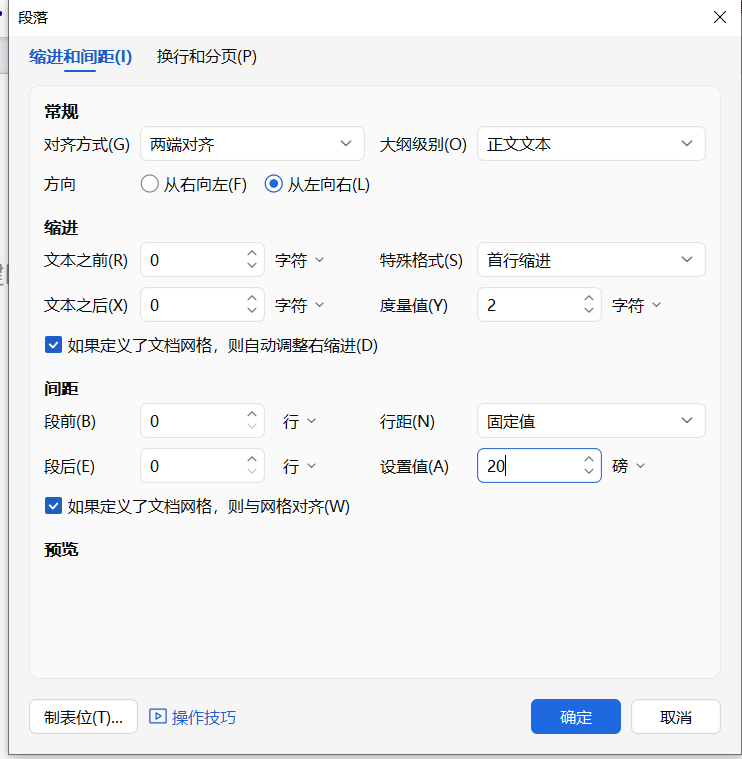 段落
缩进和间距(I) 换行和分页(P)
常规
对齐方式(G) 两端对齐 大纲级别(O) 正文文本
方向 从右向左(F) 从左向右(L)
缩进
文本之前(R) 0 字符 特殊格式(S) 首行缩进
文本之后(X) 0 字符 度量值(Y) 2 字符
如果定义了文档网格，则自动调整右缩进(D)
间距
段前(B) 0 行 行距(N) 固定值
段后(E) 0 行 设置值(A) 20 磅
如果定义了文档网格，则与网格对齐(W)
预览
制表位(T)... 操作技巧 确定 取消